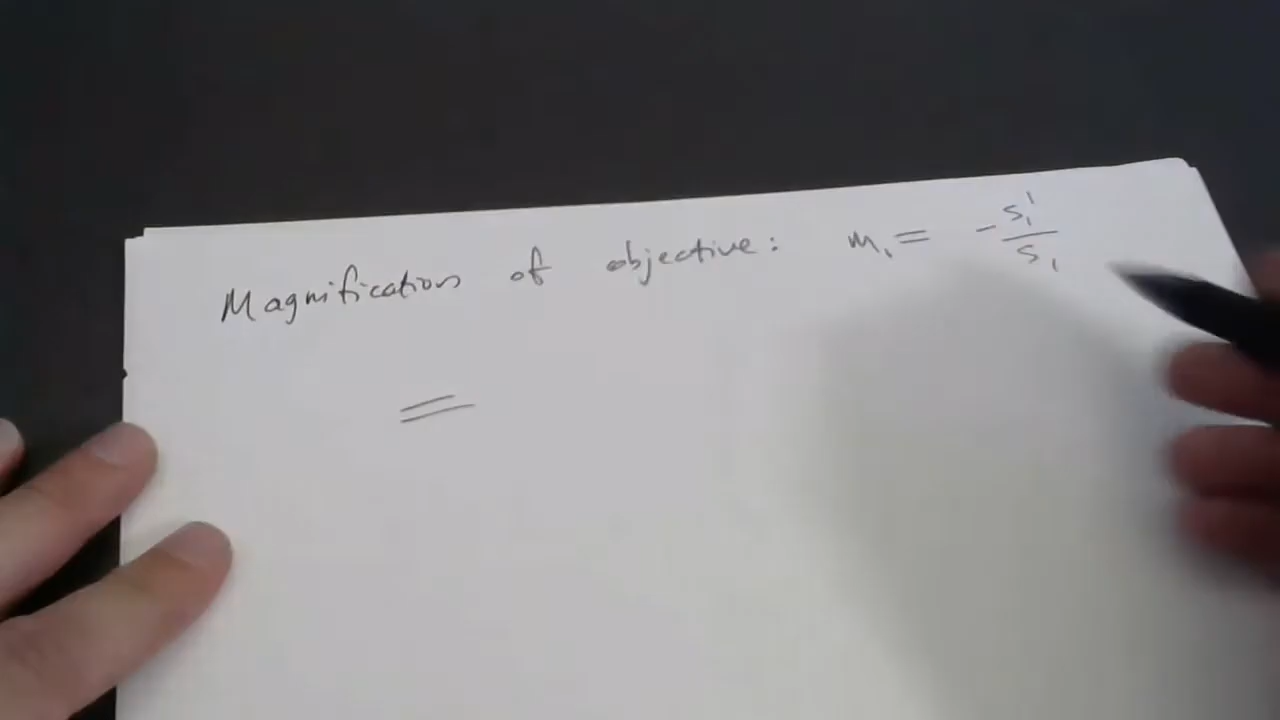 Magnification of objective: m₁ = -s₁'/s₁
=